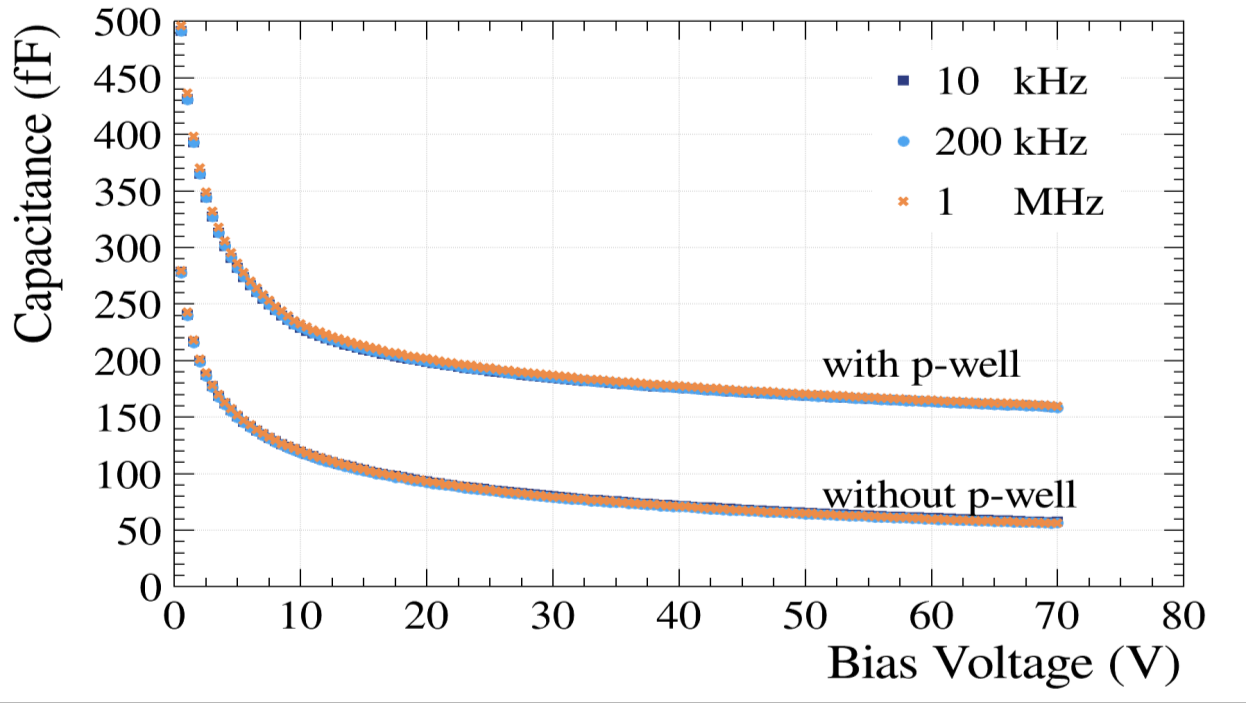 Capacitance (fF)
500
450
400
350
300
250
200
150
100
50
0
10 kHz
200 kHz
1 MHz
with p-well
without p-well
0 10 20 30 40 50 60 70 80
Bias Voltage (V)